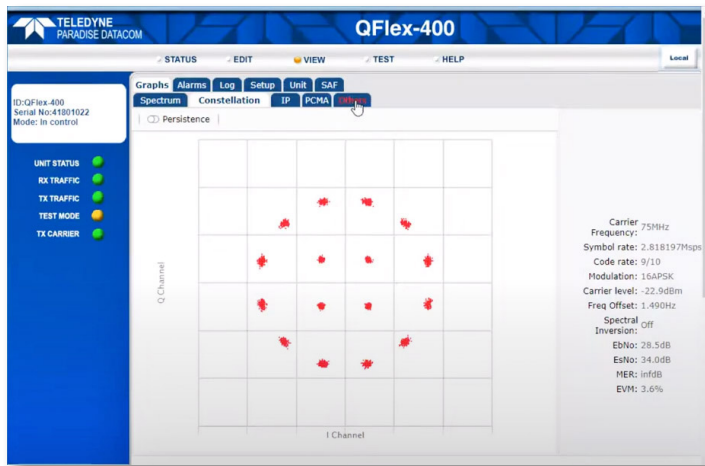 TELEDYNE
PARADISE DATACOM
QFlex-400
STATUS EDIT VIEW TEST HELP
Local
Graphs Alarms Log Setup Unit SAF
Spectrum Constellation IP PCMA
ID:QFlex-400
Serial No:41801022
Mode: In control
Persistence
UNIT STATUS
RX TRAFFIC
TX TRAFFIC
TEST MODE
TX CARRIER
Q Channel
I Channel
Carrier Frequency: 75MHz
Symbol rate: 2.818197Msps
Code rate: 9/10
Modulation: 16APSK
Carrier level: -22.9dBm
Freq Offset: 1.490Hz
Spectral Inversion: Off
EbNo: 28.5dB
EsNo: 34.0dB
MER: infdB
EVM: 3.6%